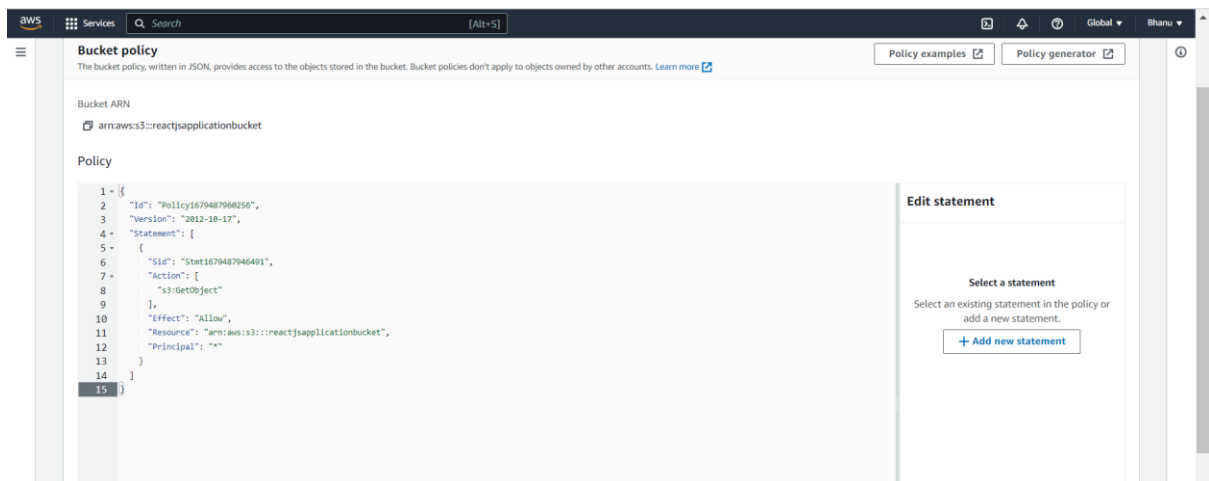 aws
Services
Search
[Alt+S]
Global
Bhanu
Bucket policy
The bucket policy, written in JSON, provides access to the objects stored in the bucket. Bucket policies don't apply to objects owned by other accounts. Learn more
Policy examples
Policy generator
Bucket ARN
arn:aws:s3:::reactjsapplicationbucket
Policy
1 {
2 "Id": "Policy1679487960256",
3 "Version": "2012-10-17",
4 "Statement": [
5 {
6 "Sid": "Stmt1679487946491",
7 "Action": [
8 "s3:GetObject"
9 ],
10 "Effect": "Allow",
11 "Resource": "arn:aws:s3:::reactjsapplicationbucket",
12 "Principal": "*"
13 }
14 ]
15 }
Edit statement
Select a statement
Select an existing statement in the policy or
add a new statement.
+ Add new statement